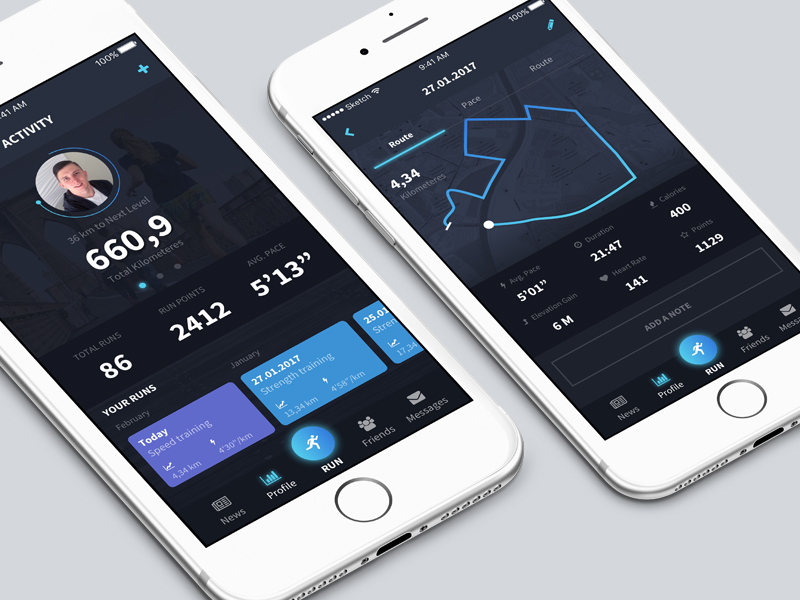 :41 AM
100%
ACTIVITY
36 km to Next Level
660,9
Total Kilometeres
TOTAL RUNS
86
RUN POINTS
2412
AVG. PACE
5’13”
YOUR RUNS
February
January
Today
Speed training
4,34 km
4’30”/km
27.01.2017
Strength training
13,34 km
4’58”/km
25.01
Stren
17,34
News
Profile
RUN
Friends
Messages
Sketch
9:41 AM
100%
27.01.2017
Route
Pace
Route
4,34
Kilometeres
Avg. Pace
5’01”
Duration
21:47
Calories
400
Elevation Gain
6 M
Heart Rate
141
Points
1129
ADD A NOTE
News
Profile
RUN
Friends
Messages